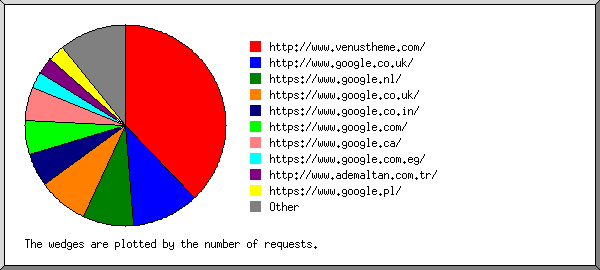 http://www.venustheme.com/
http://www.google.co.uk/
https://www.google.nl/
https://www.google.co.uk/
https://www.google.co.in/
https://www.google.com/
https://www.google.ca/
https://www.google.com.eg/
http://www.ademaltan.com.tr/
https://www.google.pl/
Other
The wedges are plotted by the number of requests.